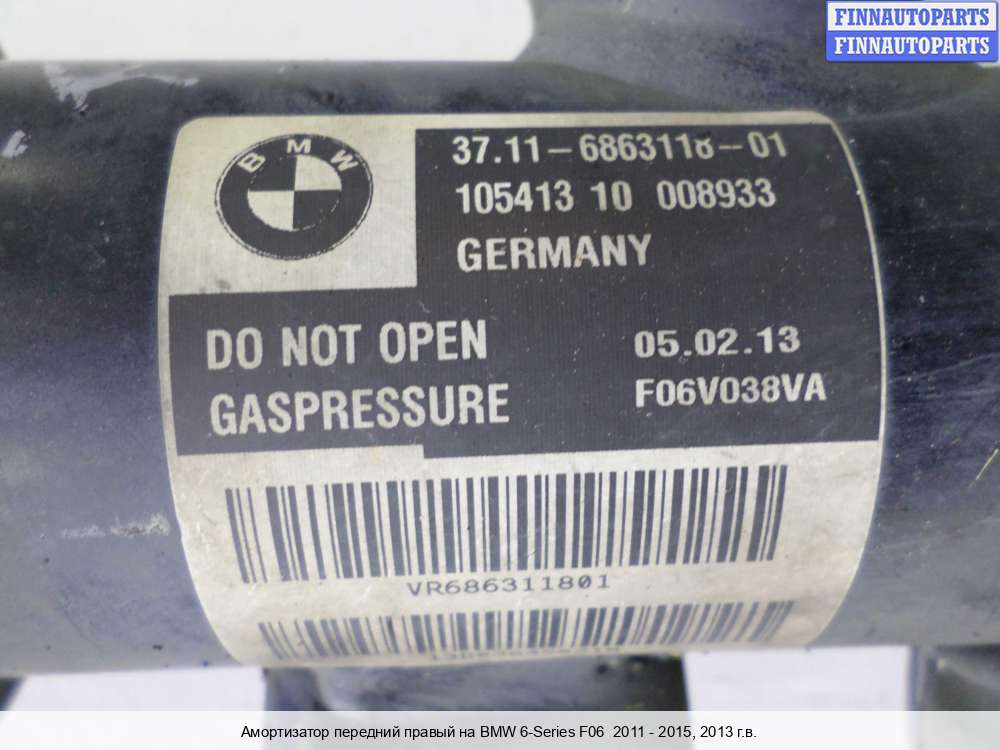 FINNAUTOPARTS
FINNAUTOPARTS
BMW
37.11-6863118-01
105413 10 008933
GERMANY
DO NOT OPEN
05.02.13
GASPRESSURE
F06V038VA
VR686311801
Амортизатор передний правый на BMW 6-Series F06 2011 - 2015, 2013 г.в.